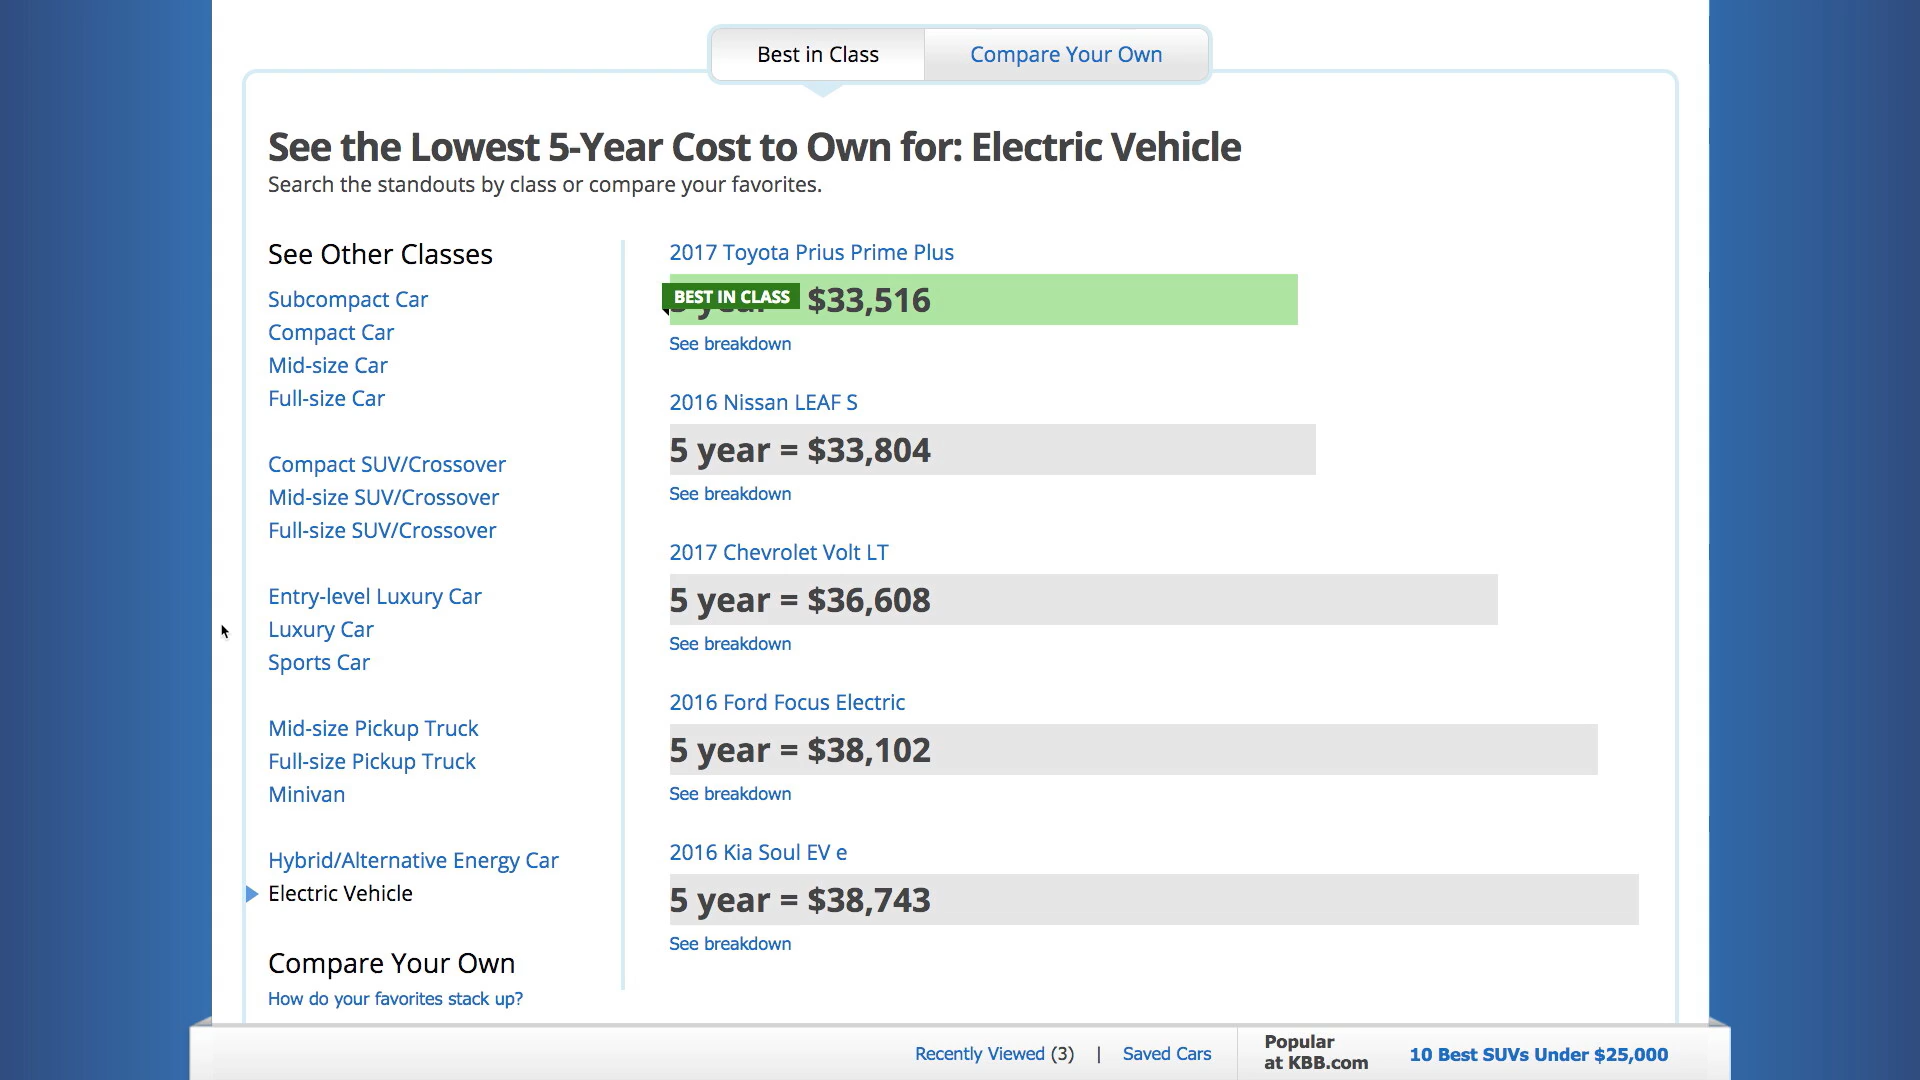 Best in Class
Compare Your Own
See the Lowest 5-Year Cost to Own for: Electric Vehicle
Search the standouts by class or compare your favorites.
See Other Classes
Subcompact Car
Compact Car
Mid-size Car
Full-size Car
Compact SUV/Crossover
Mid-size SUV/Crossover
Full-size SUV/Crossover
Entry-level Luxury Car
Luxury Car
Sports Car
Mid-size Pickup Truck
Full-size Pickup Truck
Minivan
Hybrid/Alternative Energy Car
Electric Vehicle
Compare Your Own
How do your favorites stack up?
2017 Toyota Prius Prime Plus
BEST IN CLASS
$33,516
See breakdown
2016 Nissan LEAF S
5 year = $33,804
See breakdown
2017 Chevrolet Volt LT
5 year = $36,608
See breakdown
2016 Ford Focus Electric
5 year = $38,102
See breakdown
2016 Kia Soul EV e
5 year = $38,743
See breakdown
Recently Viewed (3) | Saved Cars
Popular
at KBB.com
10 Best SUVs Under $25,000